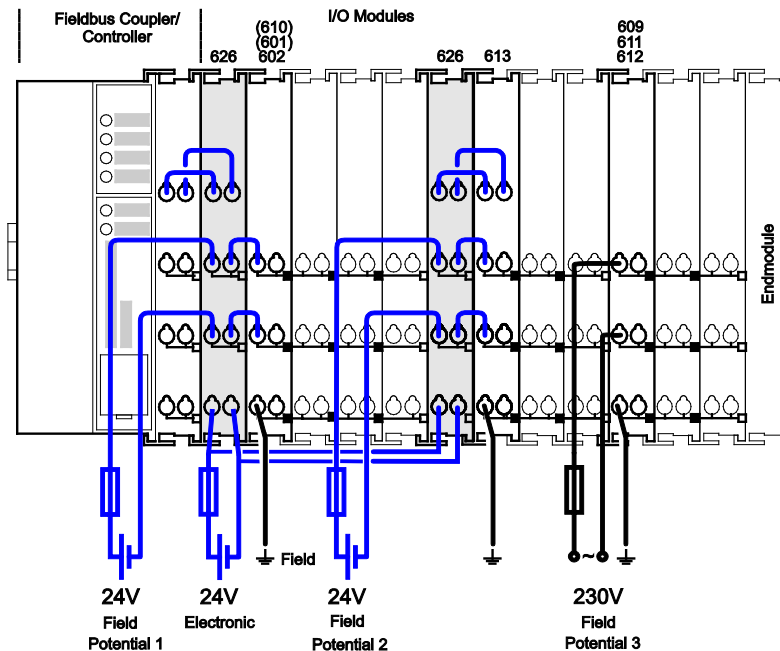 Fieldbus Coupler/
Controller
I/O Modules
626
(610)
(601)
602
626
613
609
611
612
Endmodule
Field
~
24V
Field
Potential 1
24V
Electronic
24V
Field
Potential 2
230V
Field
Potential 3